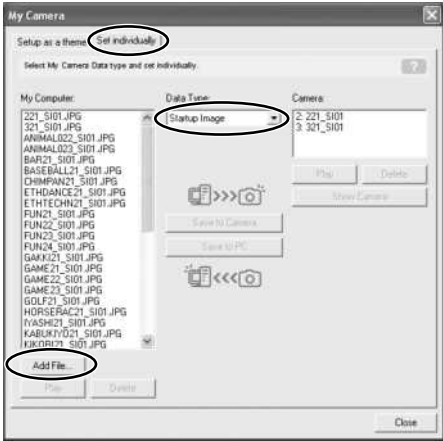 My Camera
Setup as a theme
Set individually
Select My Camera Data type and set individually.
My Computer:
221_SI01.JPG
321_SI01.JPG
ANIMAL022_SI01.JPG
ANIMAL023_SI01.JPG
BAR21_SI01.JPG
BASEBALL21_SI01.JPG
CHIMPAN21_SI01.JPG
ETHDANCE21_SI01.JPG
ETHTECHN21_SI01.JPG
FUN21_SI01.JPG
FUN22_SI01.JPG
FUN23_SI01.JPG
FUN24_SI01.JPG
GAKKI21_SI01.JPG
GAME21_SI01.JPG
GAME22_SI01.JPG
GAME23_SI01.JPG
GOLF21_SI01.JPG
HORSERAC21_SI01.JPG
IYASHI21_SI01.JPG
KABUKIYO21_SI01.JPG
KIKORI21_SI01.JPG
Add File...
Play
Delete
Data Type:
Startup Image
>>>
Save to Camera
Save to PC
<<<
Camera:
2: 221_SI01
3: 321_SI01
Play
Delete
Show Camera
Close